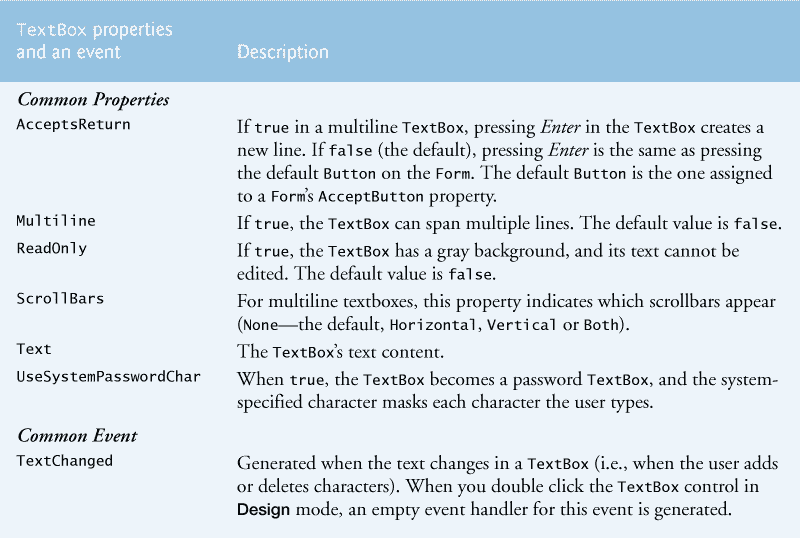 TextBox properties
and an event
Description
Common Properties
AcceptsReturn
If true in a multiline TextBox, pressing Enter in the TextBox creates a
new line. If false (the default), pressing Enter is the same as pressing
the default Button on the Form. The default Button is the one assigned
to a Form's AcceptButton property.
Multiline
If true, the TextBox can span multiple lines. The default value is false.
ReadOnly
If true, the TextBox has a gray background, and its text cannot be
edited. The default value is false.
ScrollBars
For multiline textboxes, this property indicates which scrollbars appear
(None—the default, Horizontal, Vertical or Both).
Text
The TextBox's text content.
UseSystemPasswordChar
When true, the TextBox becomes a password TextBox, and the system-
specified character masks each character the user types.
Common Event
TextChanged
Generated when the text changes in a TextBox (i.e., when the user adds
or deletes characters). When you double click the TextBox control in
Design mode, an empty event handler for this event is generated.